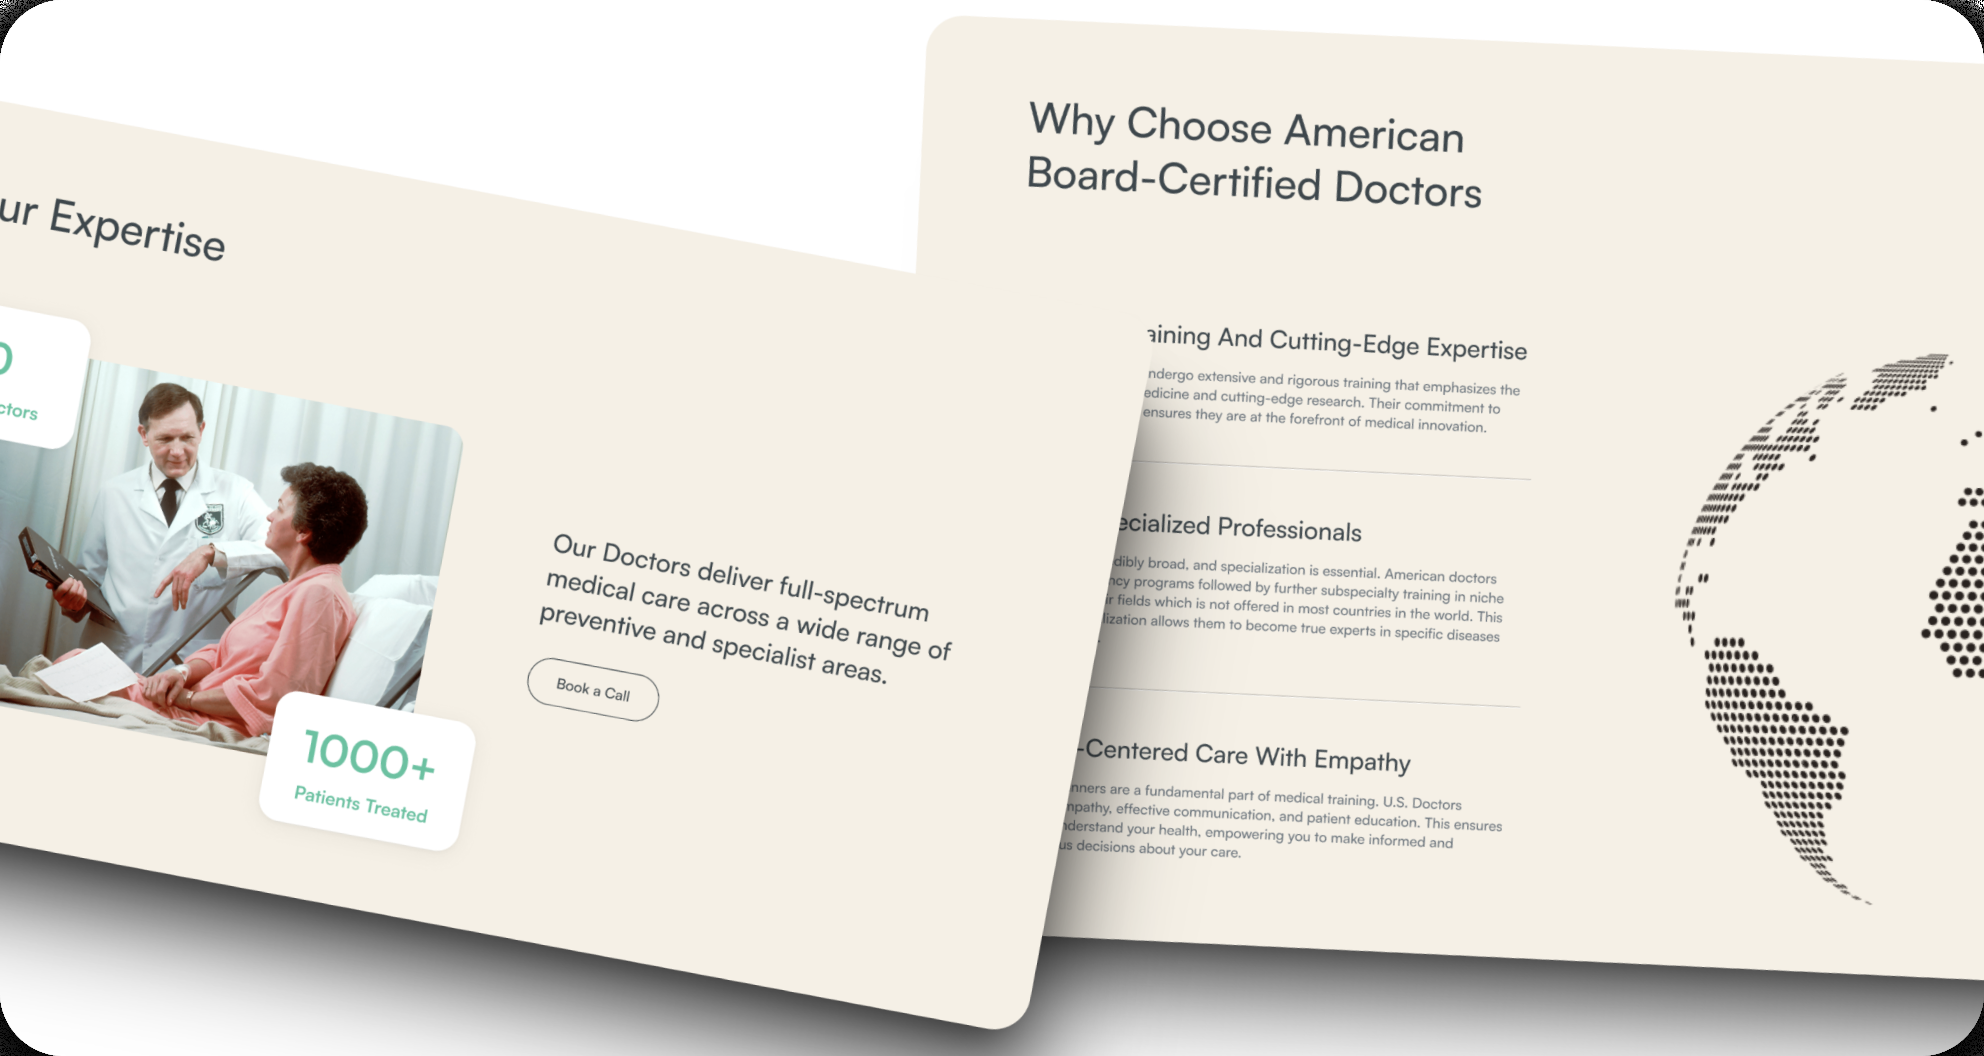 ur Expertise
0
ctors
1000+
Patients Treated
Our Doctors deliver full-spectrum
medical care across a wide range of
preventive and specialist areas.
Book a Call
Why Choose American
Board-Certified Doctors
aining And Cutting-Edge Expertise
ndergo extensive and rigorous training that emphasizes the
edicine and cutting-edge research. Their commitment to
ensures they are at the forefront of medical innovation.
ecialized Professionals
dibly broad, and specialization is essential. American doctors
ncy programs followed by further subspecialty training in niche
ir fields which is not offered in most countries in the world. This
lization allows them to become true experts in specific diseases
-Centered Care With Empathy
nners are a fundamental part of medical training. U.S. Doctors
mpathy, effective communication, and patient education. This ensures
nderstand your health, empowering you to make informed and
us decisions about your care.